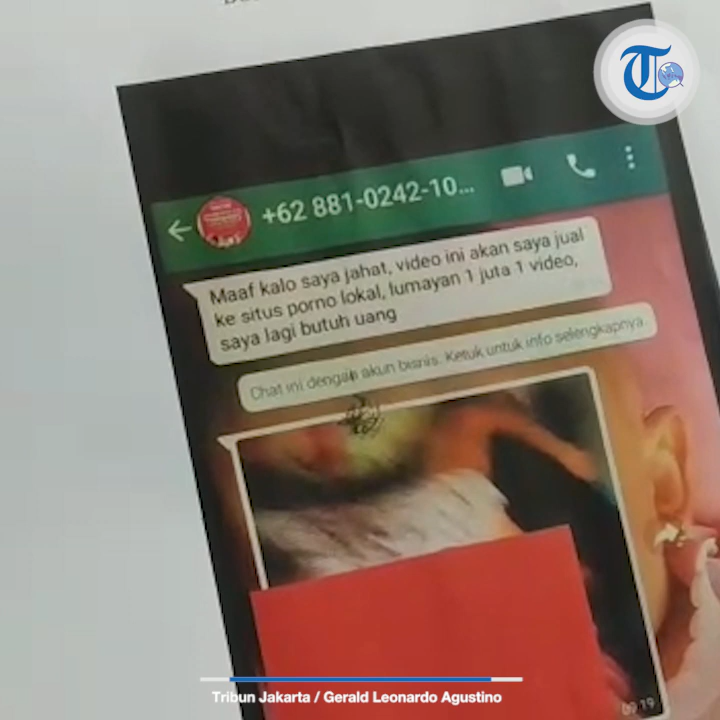 +62 881-0242-10...
Maaf kalo saya jahat, video ini akan saya jual
ke situs porno lokal, lumayan 1 juta 1 video,
saya lagi butuh uang
Chat ini dengan akun bisnis. Ketuk untuk info selengkapnya.
09.19
Tribun Jakarta / Gerald Leonardo Agustino